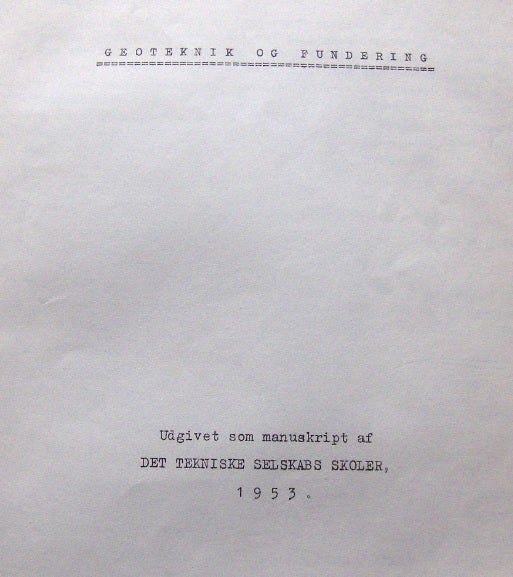 GEOTEKNIK OG FUNDERING
Udgivet som manuskript af
DET TEKNISKE SELSKABS SKOLER,
1953.